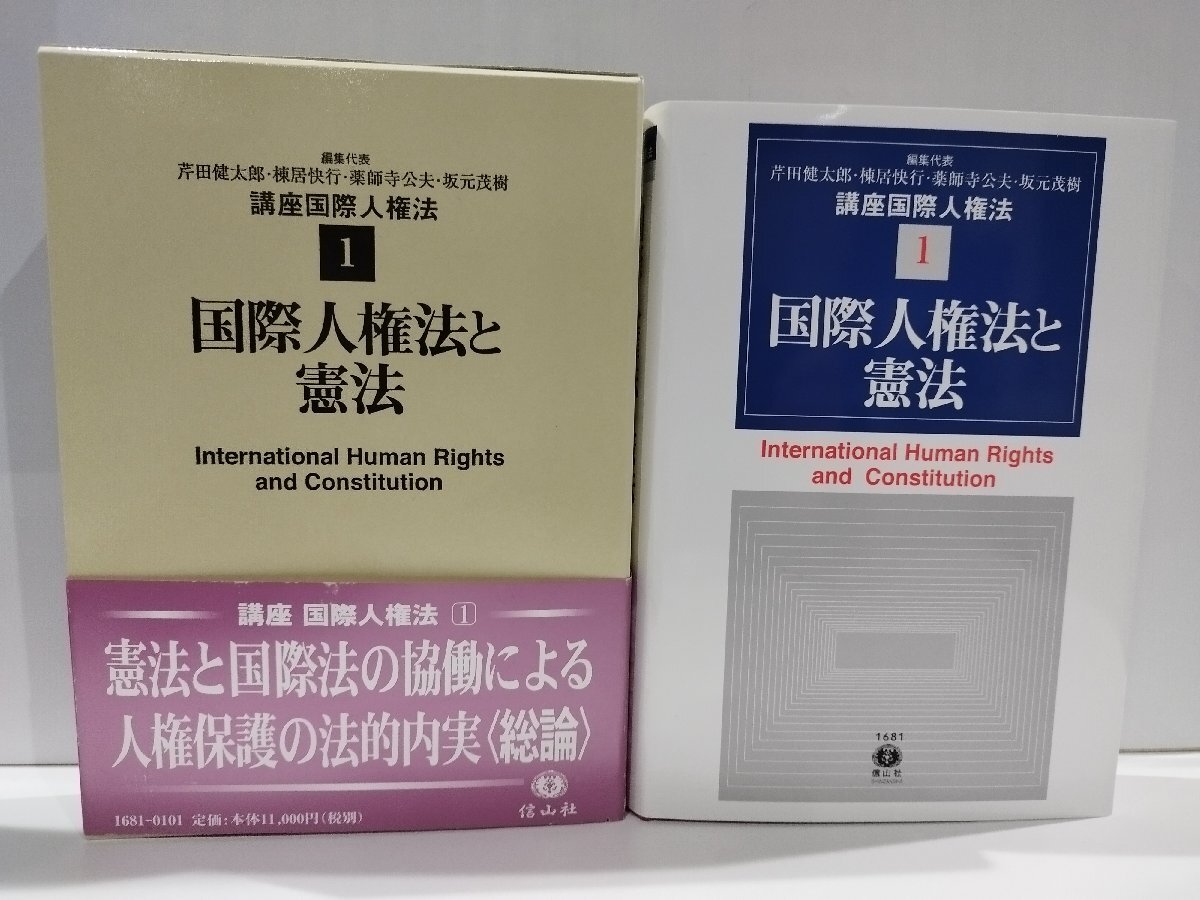 編集代表
芹田健太郎・棟居快行・薬師寺公夫・坂元茂樹
講座国際人権法
1
国際人権法と
憲法
International Human Rights
and Constitution
講座 国際人権法 1
憲法と国際法の協働による
人権保護の法的内実〈総論〉
信山社
1681-0101 定価:本体11,000円(税別)
編集代表
芹田健太郎・棟居快行・薬師寺公夫・坂元茂樹
講座国際人権法
1
国際人権法と
憲法
International Human Rights
and Constitution
1681
信山社